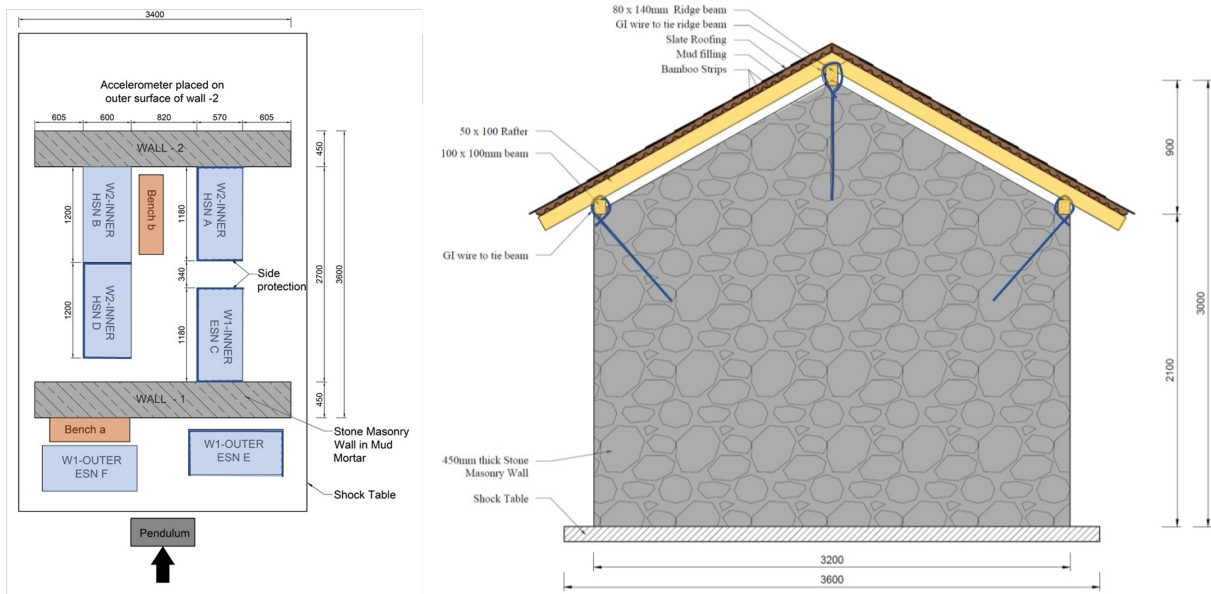 3400
Accelerometer placed on
outer surface of wall -2
605
600
820
570
605
WALL - 2
450
W2-INNER
HSN B
Bench b
W2-INNER
HSN A
1200
1180
Side
protection
340
2700
3600
W2-INNER
HSN D
1200
W1-INNER
ESN C
1180
WALL - 1
450
Bench a
W1-OUTER
ESN F
W1-OUTER
ESN E
Stone Masonry
Wall in Mud
Mortar
Shock Table
Pendulum
80 x 140mm Ridge beam
GI wire to tie ridge beam
Slate Roofing
Mud filling
Bamboo Strips
50 x 100 Rafter
100 x 100mm beam
GI wire to tie beam
450mm thick Stone
Masonry Wall
Shock Table
900
3000
2100
3200
3600